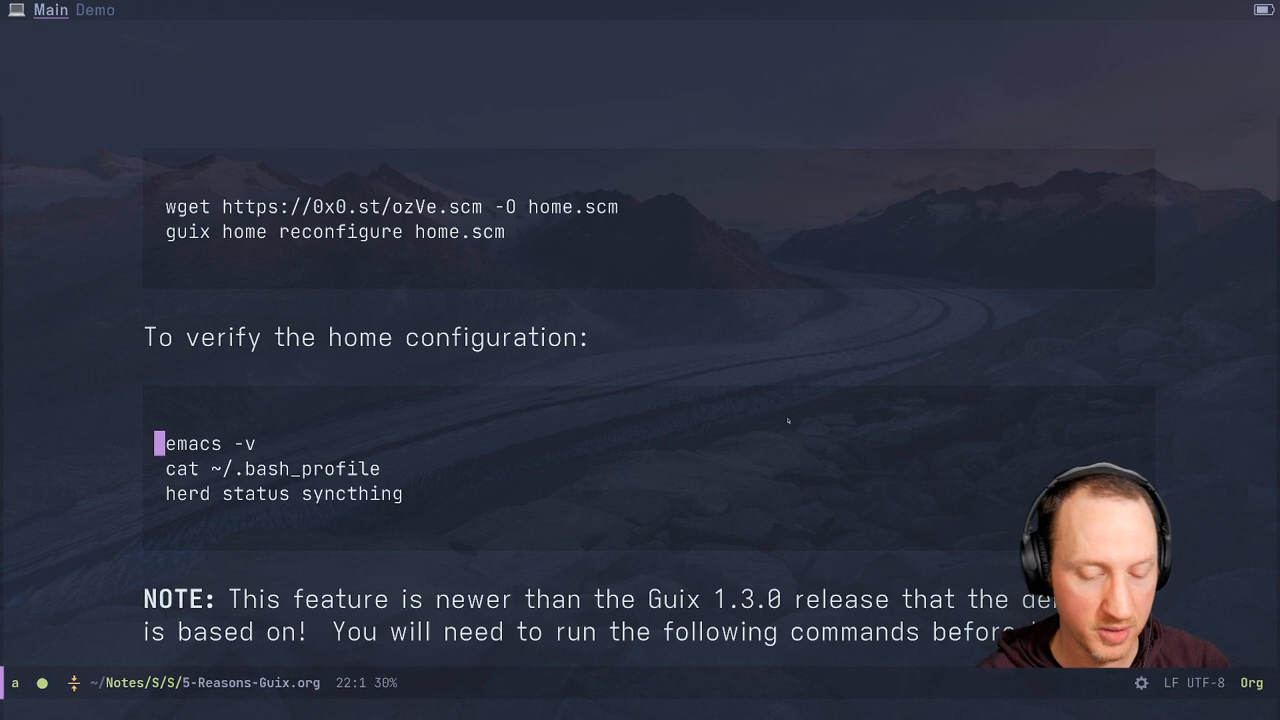 Main Demo
wget https://0x0.st/ozVe.scm -O home.scm
guix home reconfigure home.scm
To verify the home configuration:
emacs -v
cat ~/.bash_profile
herd status syncthing
NOTE: This feature is newer than the Guix 1.3.0 release that the
is based on! You will need to run the following commands before
a ~/Notes/S/S/5-Reasons-Guix.org 22:1 30% LF UTF-8 Org